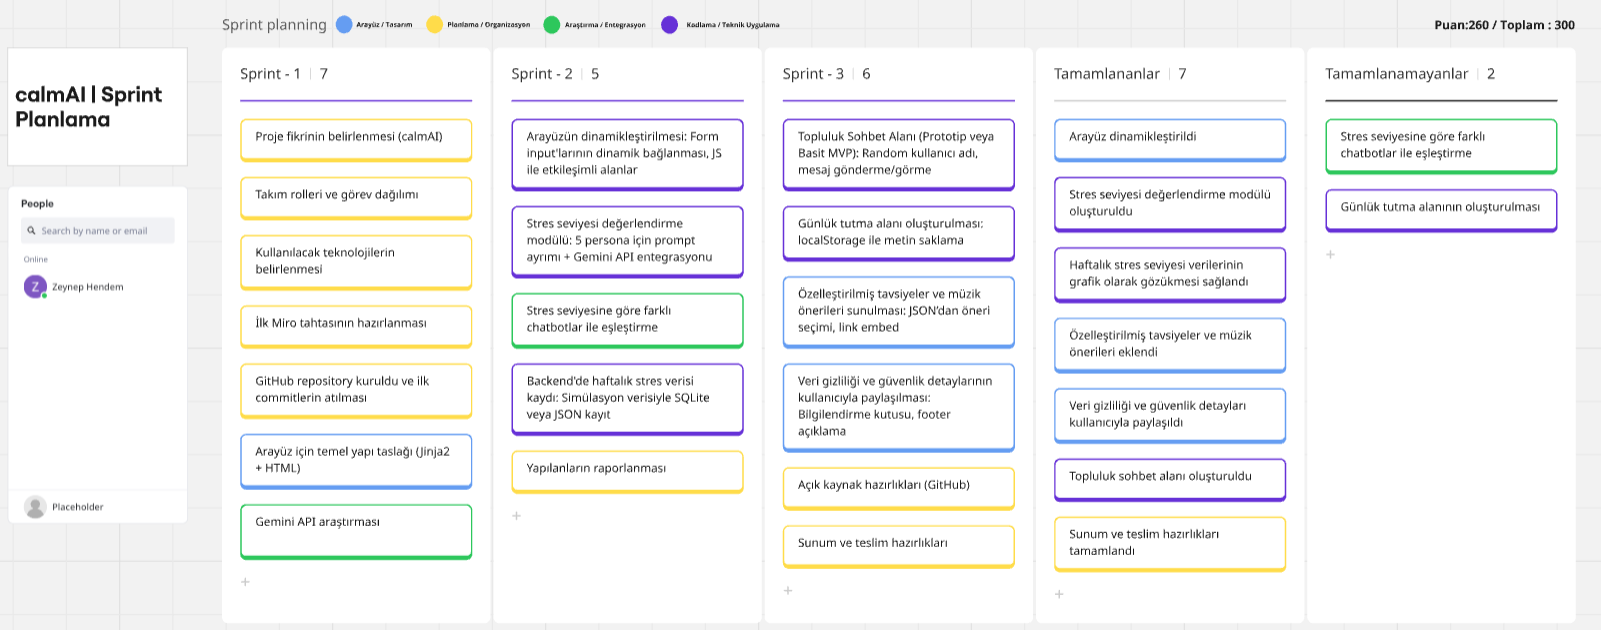 Sprint planning
Arayüz / Tasarım
Planlama / Organizasyon
Araştırma / Entegrasyon
Kodlama / Teknik Uygulama
Puan:260 / Toplam : 300
calmAI | Sprint
Planlama
People
Search by name or email
Online
Z
Zeynep Hendem
Placeholder
Sprint - 1 | 7
Proje fikrinin belirlenmesi (calmAI)
Takım rolleri ve görev dağılımı
Kullanılacak teknolojilerin
belirlenmesi
İlk Miro tahtasının hazırlanması
GitHub repository kuruldu ve ilk
commitlerin atılması
Arayüz için temel yapı taslağı (Jinja2
+ HTML)
Gemini API araştırması
+
Sprint - 2 | 5
Arayüzün dinamikleştirilmesi: Form
input'larının dinamik bağlanması, JS
ile etkileşimli alanlar
Stres seviyesi değerlendirme
modülü: 5 persona için prompt
ayrımı + Gemini API entegrasyonu
Stres seviyesine göre farklı
chatbotlar ile eşleştirme
Backend'de haftalık stres verisi
kaydı: Simülasyon verisiyle SQLite
veya JSON kayıt
Yapılanların raporlanması
+
Sprint - 3 | 6
Topluluk Sohbet Alanı (Prototip veya
Basit MVP): Random kullanıcı adı,
mesaj gönderme/görme
Günlük tutma alanı oluşturulması:
localStorage ile metin saklama
Özelleştirilmiş tavsiyeler ve müzik
önerileri sunulması: JSON'dan öneri
seçimi, link embed
Veri gizliliği ve güvenlik detaylarının
kullanıcıyla paylaşılması:
Bilgilendirme kutusu, footer
açıklama
Açık kaynak hazırlıkları (GitHub)
Sunum ve teslim hazırlıkları
+
Tamamlananlar | 7
Arayüz dinamikleştirildi
Stres seviyesi değerlendirme modülü
oluşturuldu
Haftalık stres seviyesi verilerinin
grafik olarak gözükmesi sağlandı
Özelleştirilmiş tavsiyeler ve müzik
önerileri eklendi
Veri gizliliği ve güvenlik detayları
kullanıcıyla paylaşıldı
Topluluk sohbet alanı oluşturuldu
Sunum ve teslim hazırlıkları
tamamlandı
+
Tamamlanamayanlar | 2
Stres seviyesine göre farklı
chatbotlar ile eşleştirme
Günlük tutma alanının oluşturulması
+